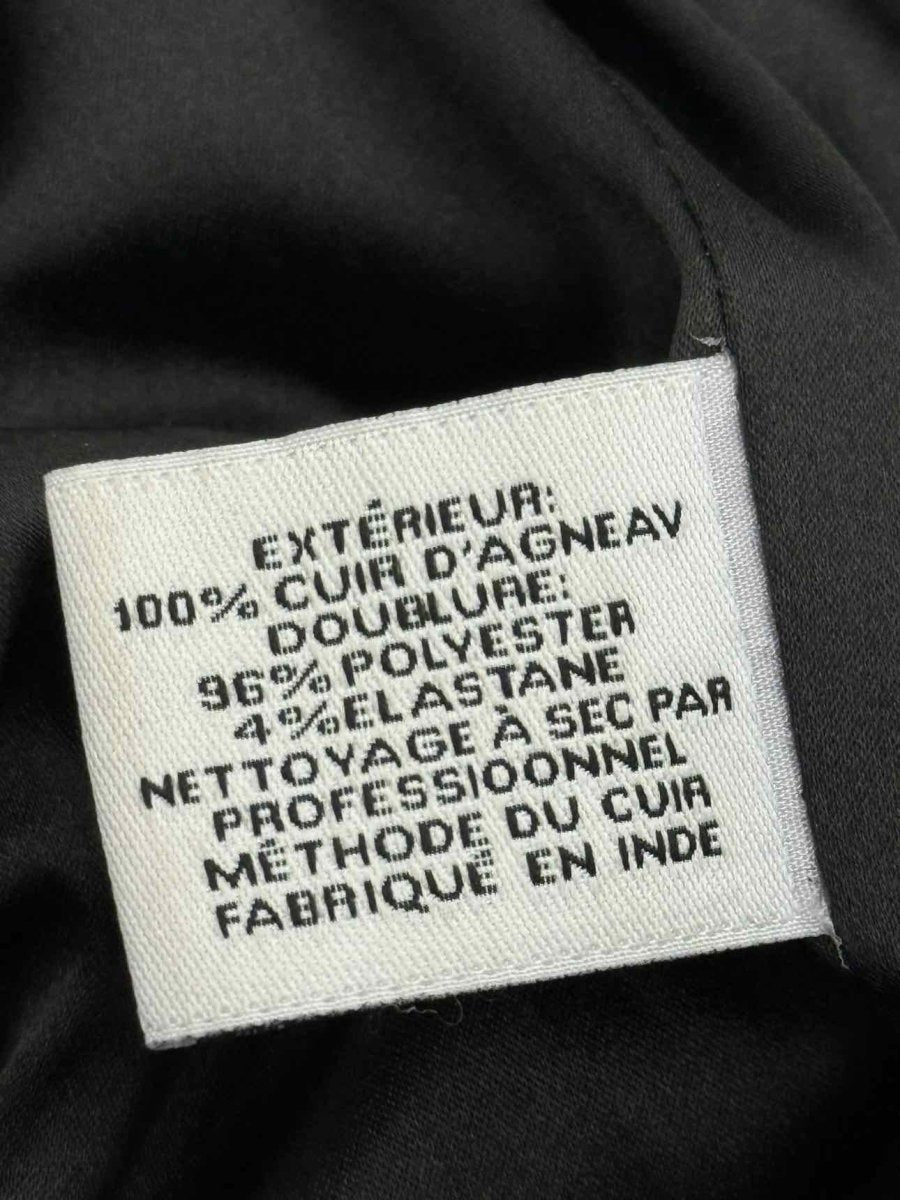 EXTÉRIEUR:
100% CUIR D'AGNEAV
DOUBLURE:
96% POLYESTER
4% ELASTANE
NETTOYAGE À SEC PAR
PROFESSIOONNEL
MÉTHODE DU CUIR
FABRIQUÉ EN INDE